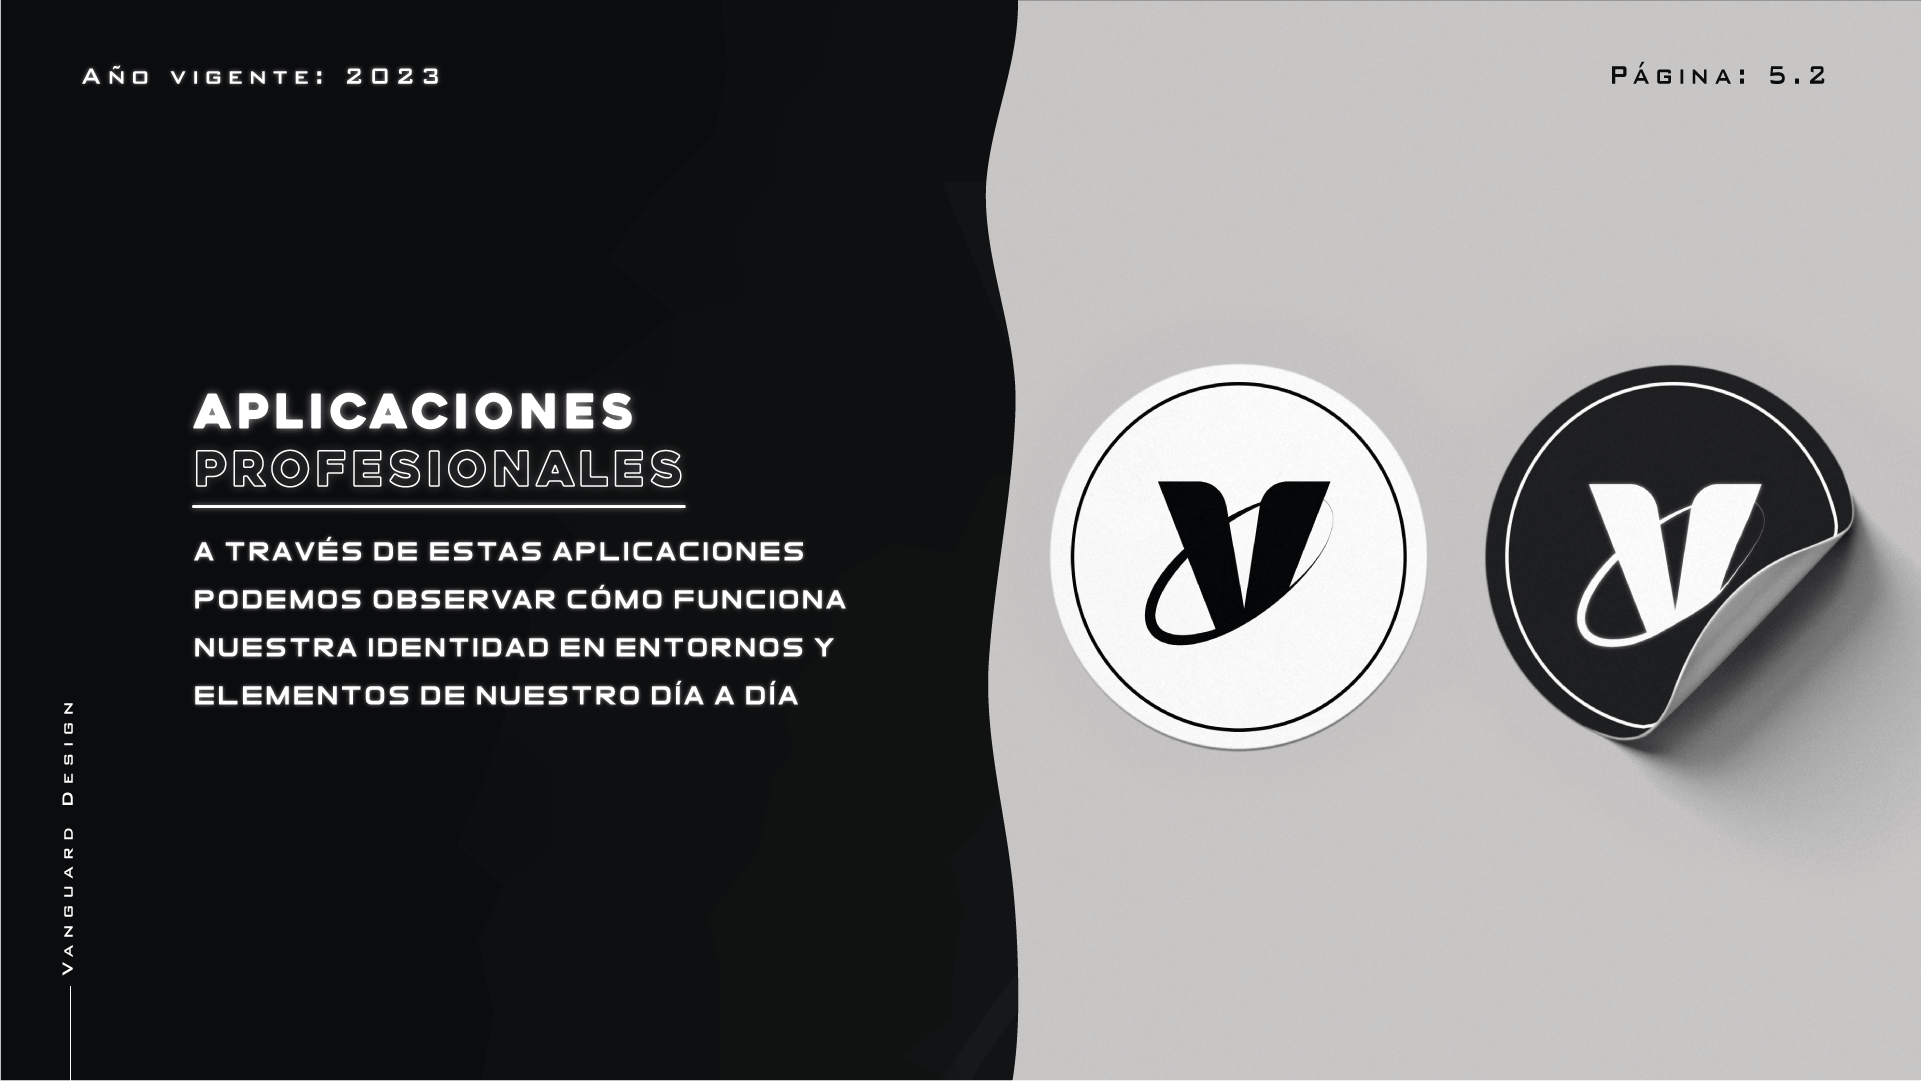 Año vigente: 2023
Página: 5.2
APLICACIONES
PROFESIONALES
A TRAVÉS DE ESTAS APLICACIONES
PODEMOS OBSERVAR CÓMO FUNCIONA
NUESTRA IDENTIDAD EN ENTORNOS Y
ELEMENTOS DE NUESTRO DÍA A DÍA
Vanguard Design
V
V